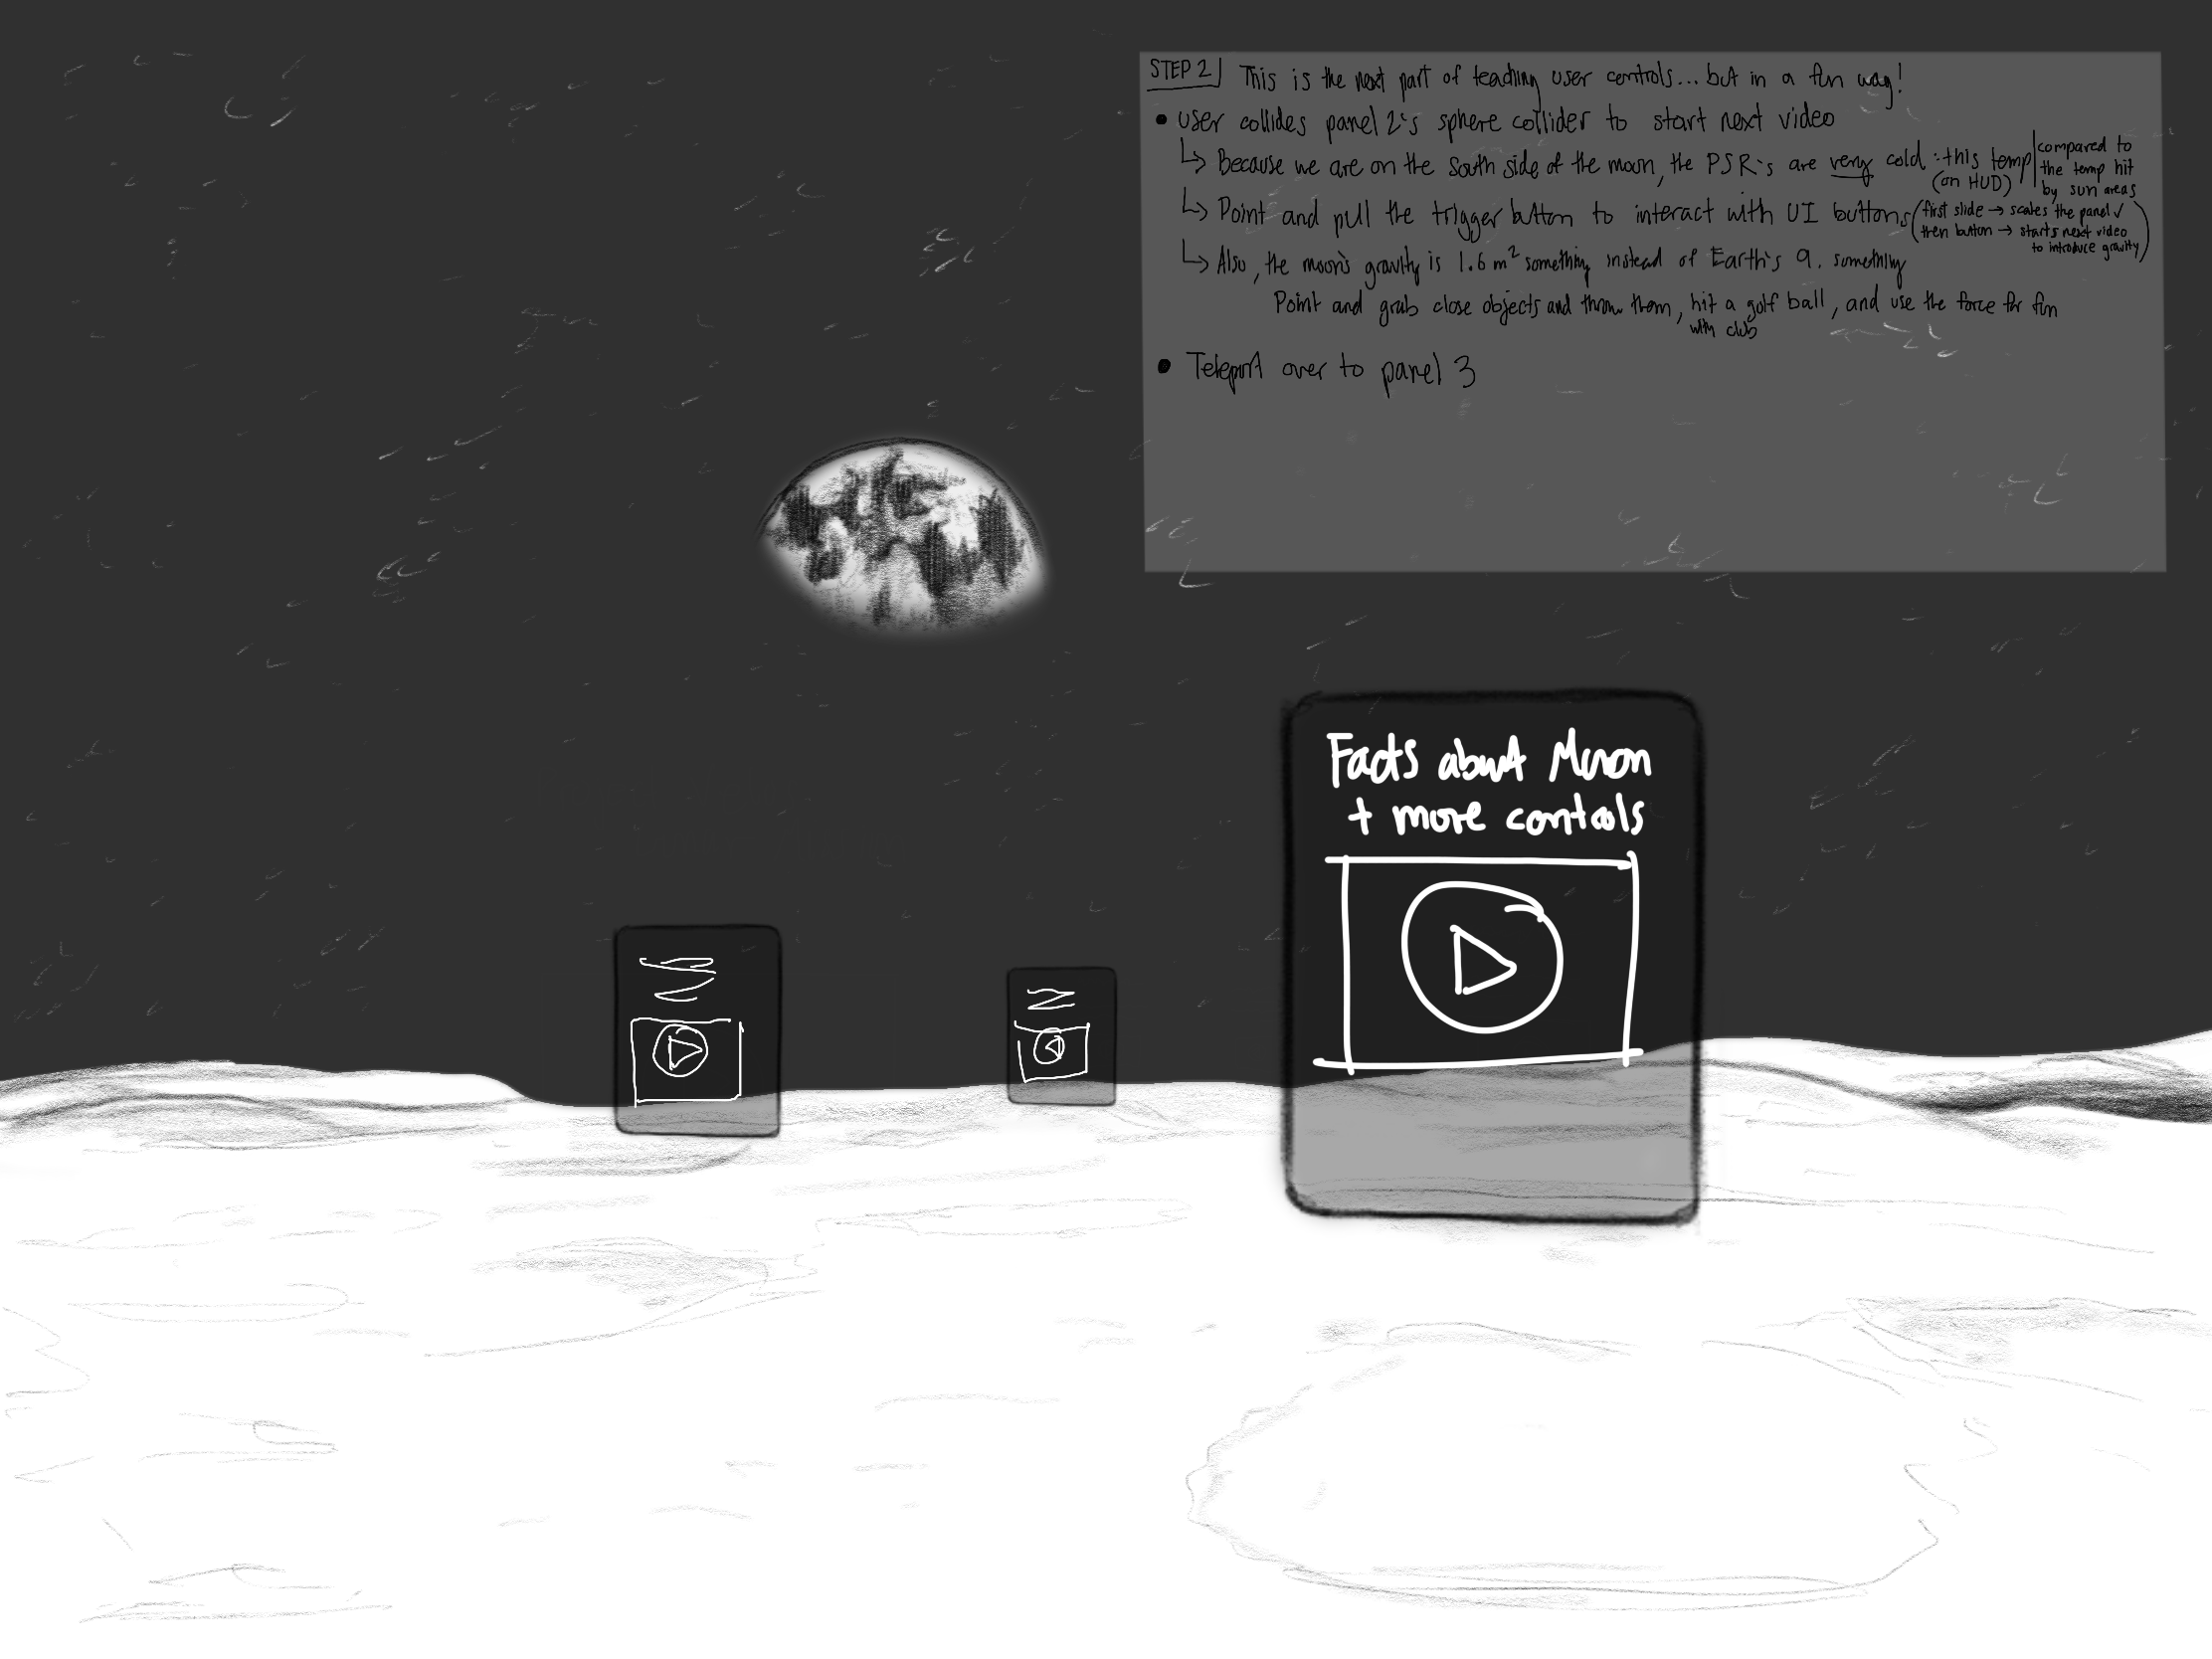 STEP 2 This is the next part of teaching user controls... but in a fun way!
• user collides panel 2's sphere collider to start next video
↳ Because we are on the south side of the moon, the PSR's are very cold : this temp (on HUD) | compared to the temp hit by sun areas
↳ Point and pull the trigger button to interact with UI buttons (first slide → scales the panel ✓
then button → starts next video
to introduce gravity)
↳ Also, the moon's gravity is 1.6 m² something instead of Earth's 9. something
Point and grab close objects and throw them, hit a golf ball, and use the force for fun
with club
• Teleport over to panel 3
Facts about Moon
+ more contaols